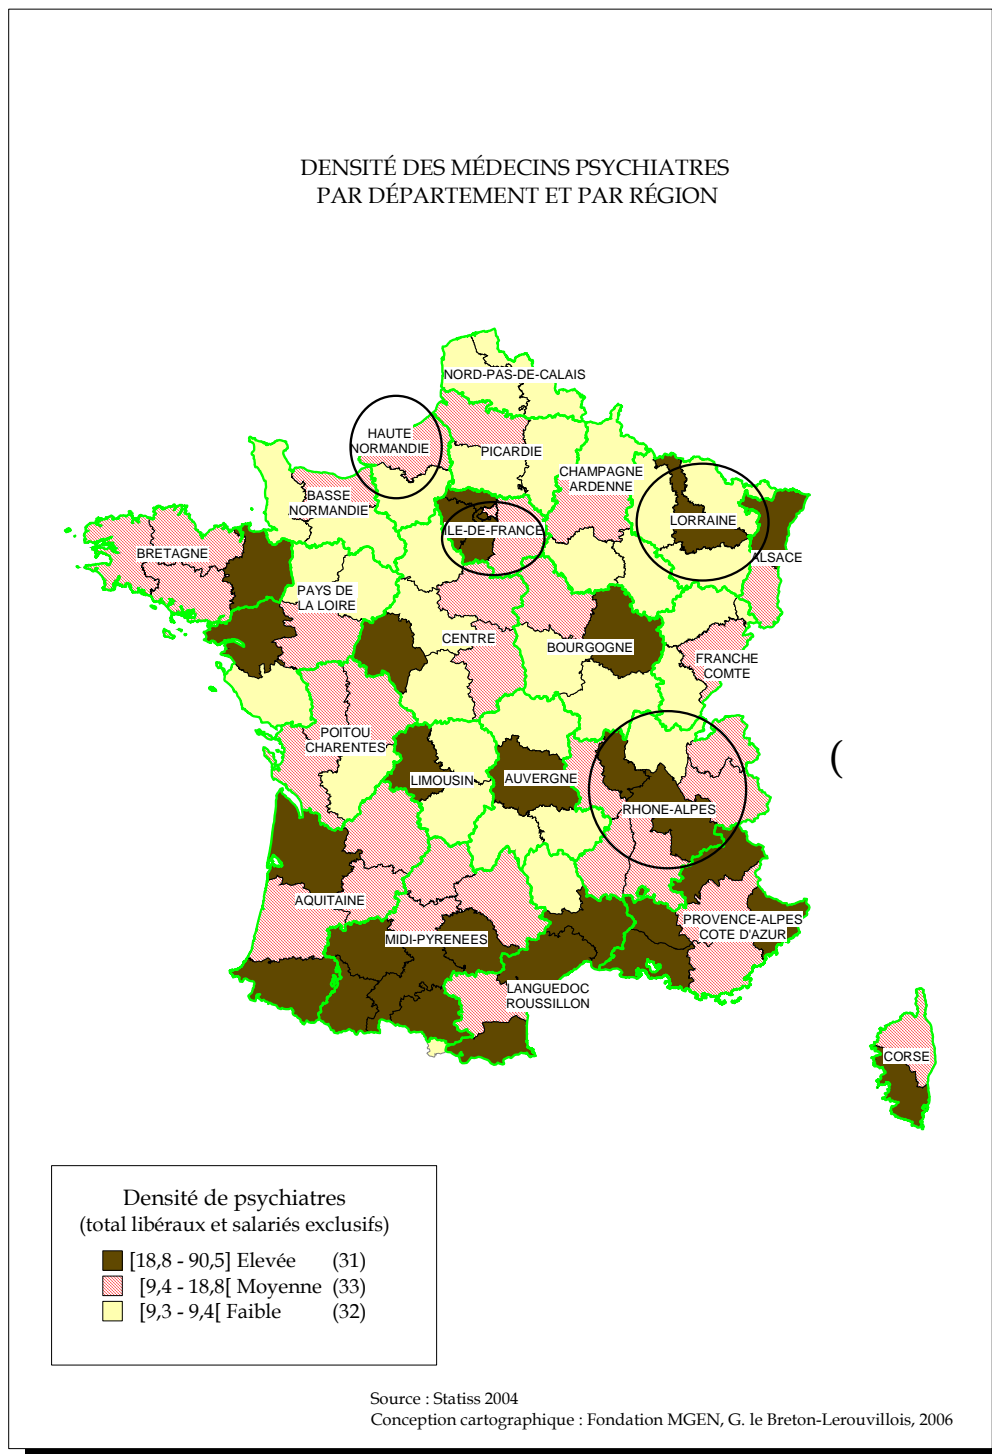 DENSITÉ DES MÉDECINS PSYCHIATRES
PAR DÉPARTEMENT ET PAR RÉGION
NORD-PAS-DE-CALAIS
HAUTE
NORMANDIE
PICARDIE
CHAMPAGNE
ARDENNE
BASSE
NORMANDIE
LORRAINE
ILE-DE-FRANCE
BRETAGNE
ALSACE
PAYS DE
LA LOIRE
CENTRE
BOURGOGNE
FRANCHE
COMTE
POITOU
CHARENTES
LIMOUSIN
AUVERGNE
(
RHONE-ALPES
AQUITAINE
PROVENCE-ALPES
COTE D'AZUR
MIDI-PYRENEES
LANGUEDOC
ROUSSILLON
CORSE
Densité de psychiatres
(total libéraux et salariés exclusifs)
[18,8 - 90,5] Elevée (31)
[9,4 - 18,8[ Moyenne (33)
[9,3 - 9,4[ Faible (32)
Source : Statiss 2004
Conception cartographique : Fondation MGEN, G. le Breton-Lerouvillois, 2006